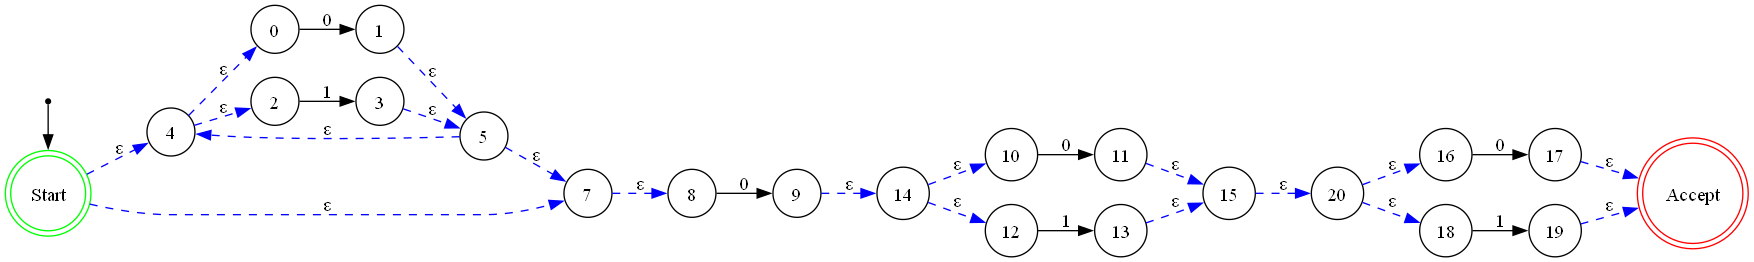 0 0 1
ε ε
ε 2 1 3 ε
4 ε 5
ε ε
Start ε 7 ε 8 0 9 ε 14
ε 10 0 11 ε
ε 12 1 13 ε
15 ε 20
ε 16 0 17 ε
ε 18 1 19 ε
Accept